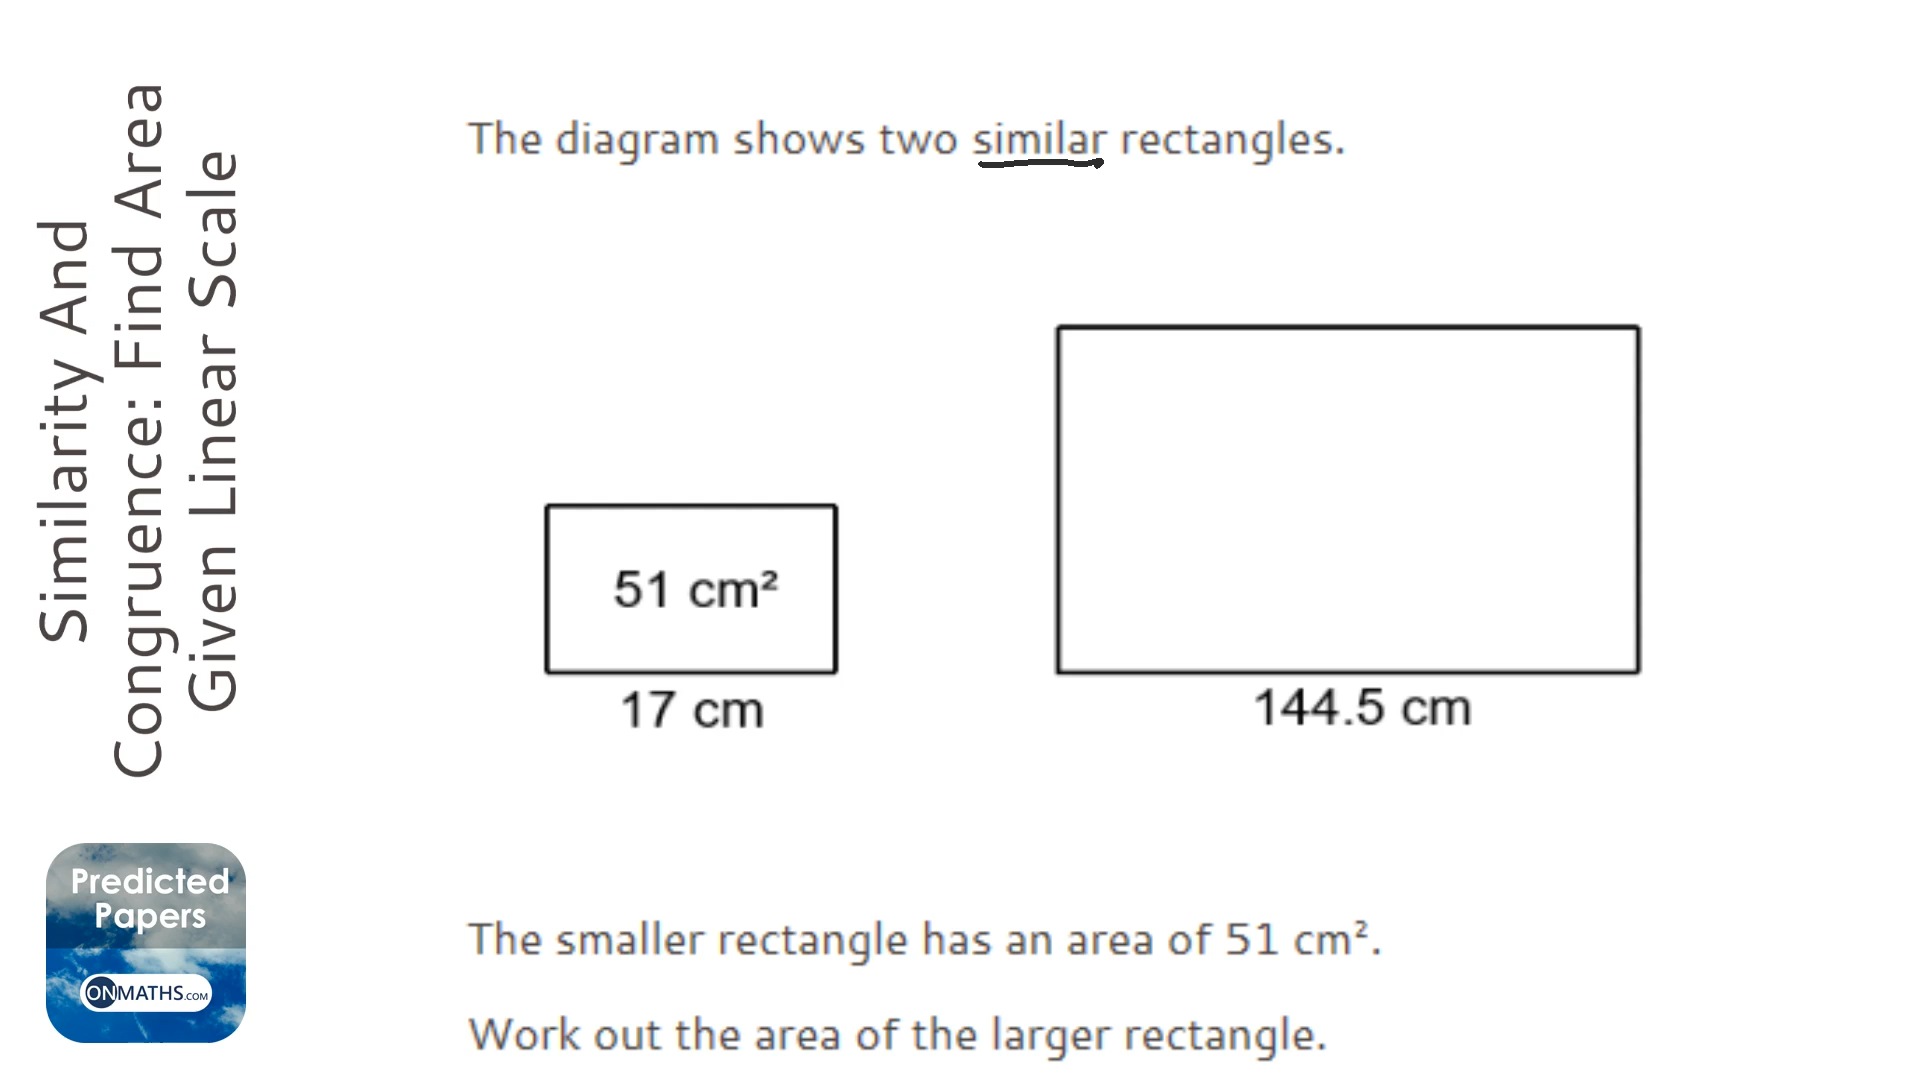 Similarity And
Congruence: Find Area
Given Linear Scale
The diagram shows two similar rectangles.
51 cm²
17 cm
144.5 cm
The smaller rectangle has an area of 51 cm².
Work out the area of the larger rectangle.
Predicted
Papers
ONMATHS.COM